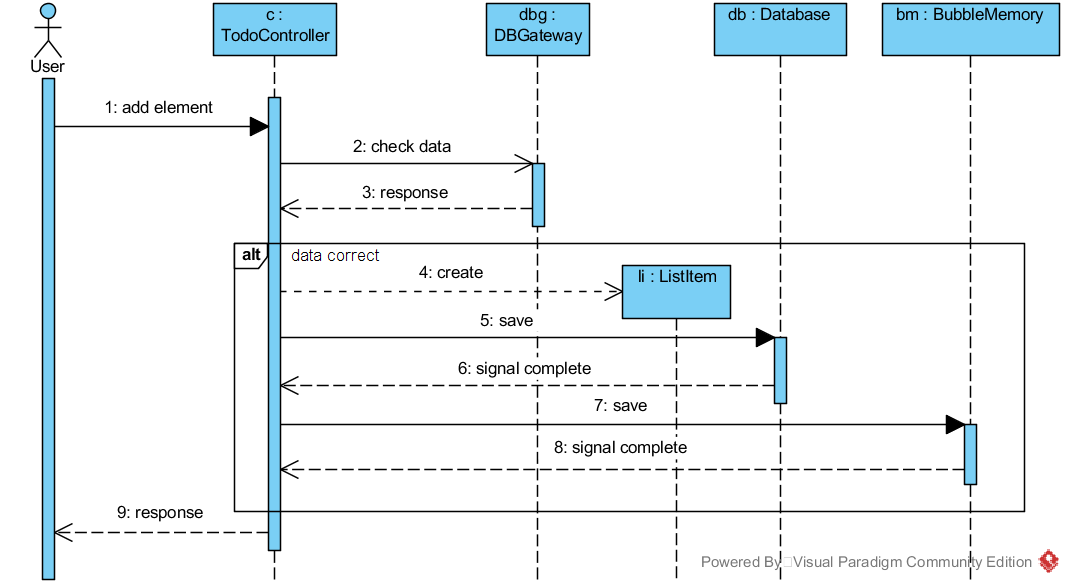 c :
TodoController
dbg :
DBGateway
db : Database
bm : BubbleMemory
User
1: add element
2: check data
3: response
alt
data correct
4: create
li : ListItem
5: save
6: signal complete
7: save
8: signal complete
9: response
Powered By Visual Paradigm Community Edition